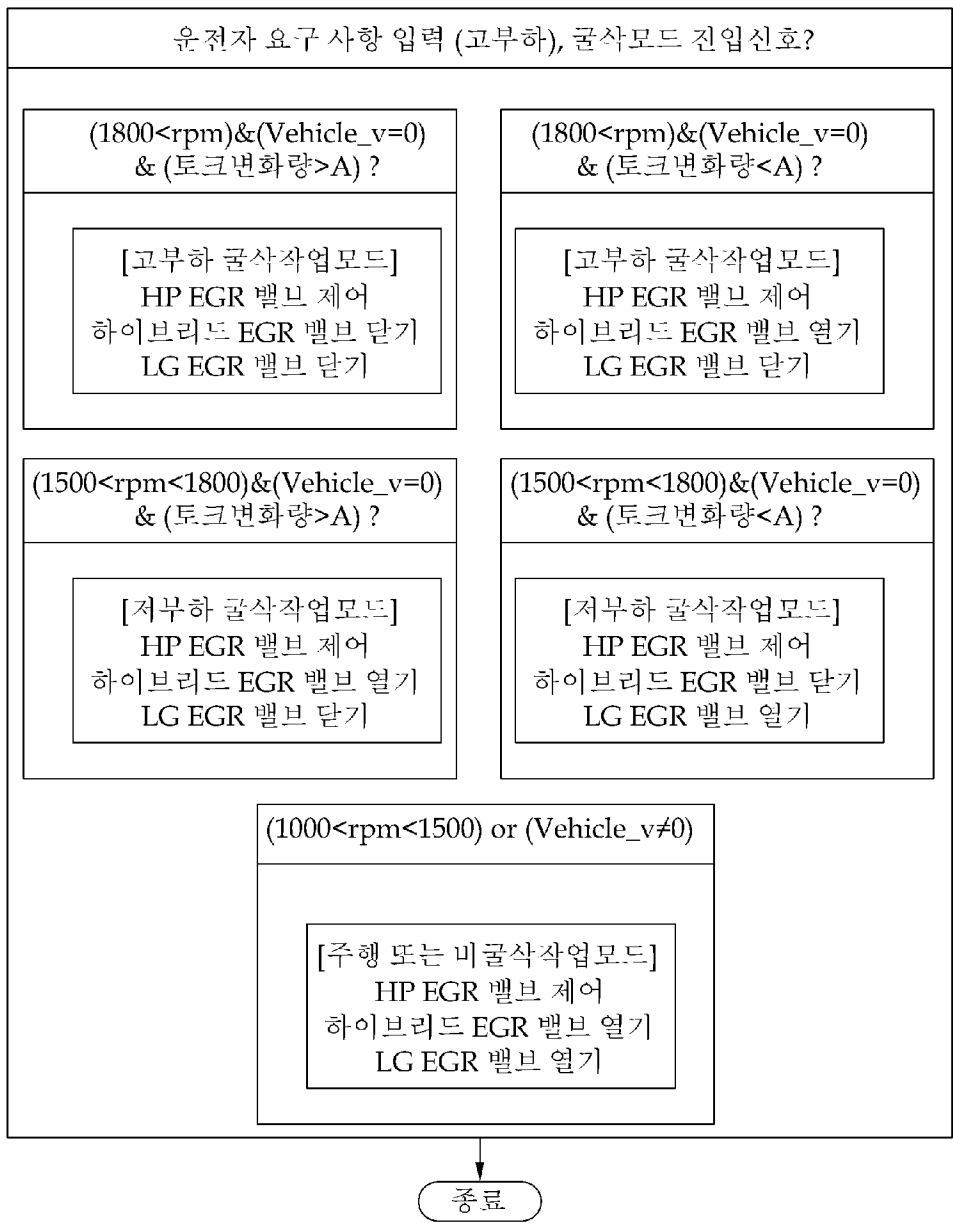 운전자 요구 사항 입력 (고부하), 굴삭모드 진입신호?
(1800<rpm)&(Vehicle_v=0)
& (토크변화량>A) ?
[고부하 굴삭작업모드]
HP EGR 밸브 제어
하이브리드 EGR 밸브 닫기
LG EGR 밸브 닫기
(1800<rpm)&(Vehicle_v=0)
& (토크변화량<A) ?
[고부하 굴삭작업모드]
HP EGR 밸브 제어
하이브리드 EGR 밸브 열기
LG EGR 밸브 닫기
(1500<rpm<1800)&(Vehicle_v=0)
& (토크변화량>A) ?
[저부하 굴삭작업모드]
HP EGR 밸브 제어
하이브리드 EGR 밸브 열기
LG EGR 밸브 닫기
(1500<rpm<1800)&(Vehicle_v=0)
& (토크변화량<A) ?
[저부하 굴삭작업모드]
HP EGR 밸브 제어
하이브리드 EGR 밸브 닫기
LG EGR 밸브 열기
(1000<rpm<1500) or (Vehicle_v≠0)
[주행 또는 비굴삭작업모드]
HP EGR 밸브 제어
하이브리드 EGR 밸브 열기
LG EGR 밸브 열기
종료